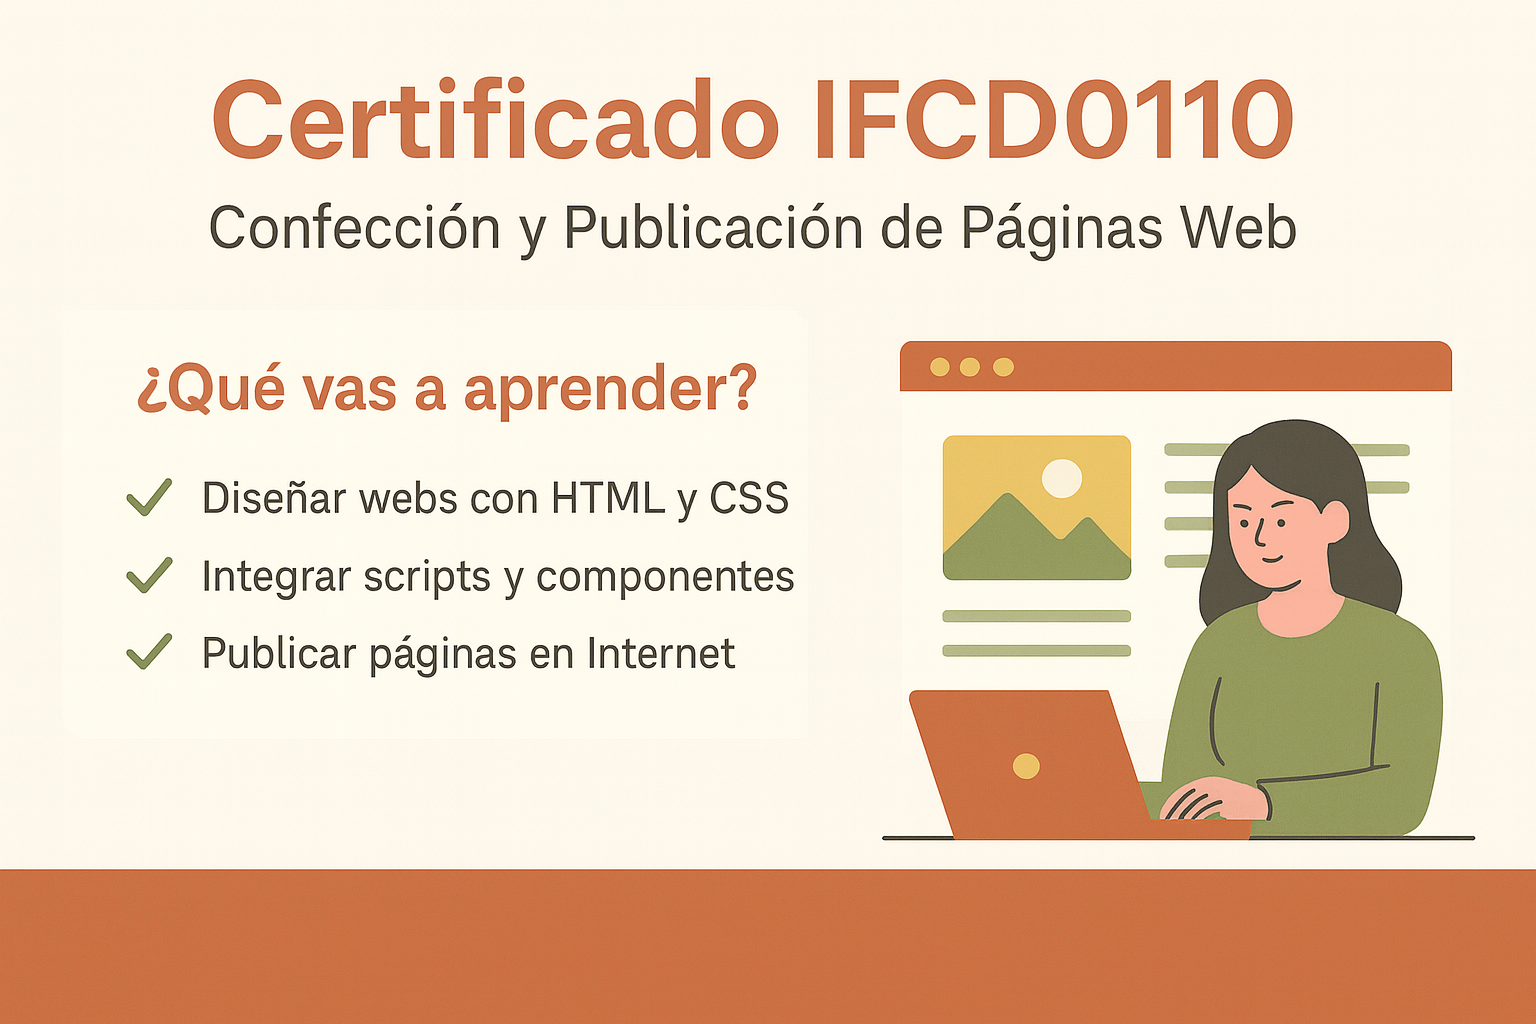 Certificado IFCD0110
Confección y Publicación de Páginas Web
¿Qué vas a aprender?
Diseñar webs con HTML y CSS
Integrar scripts y componentes
Publicar páginas en Internet